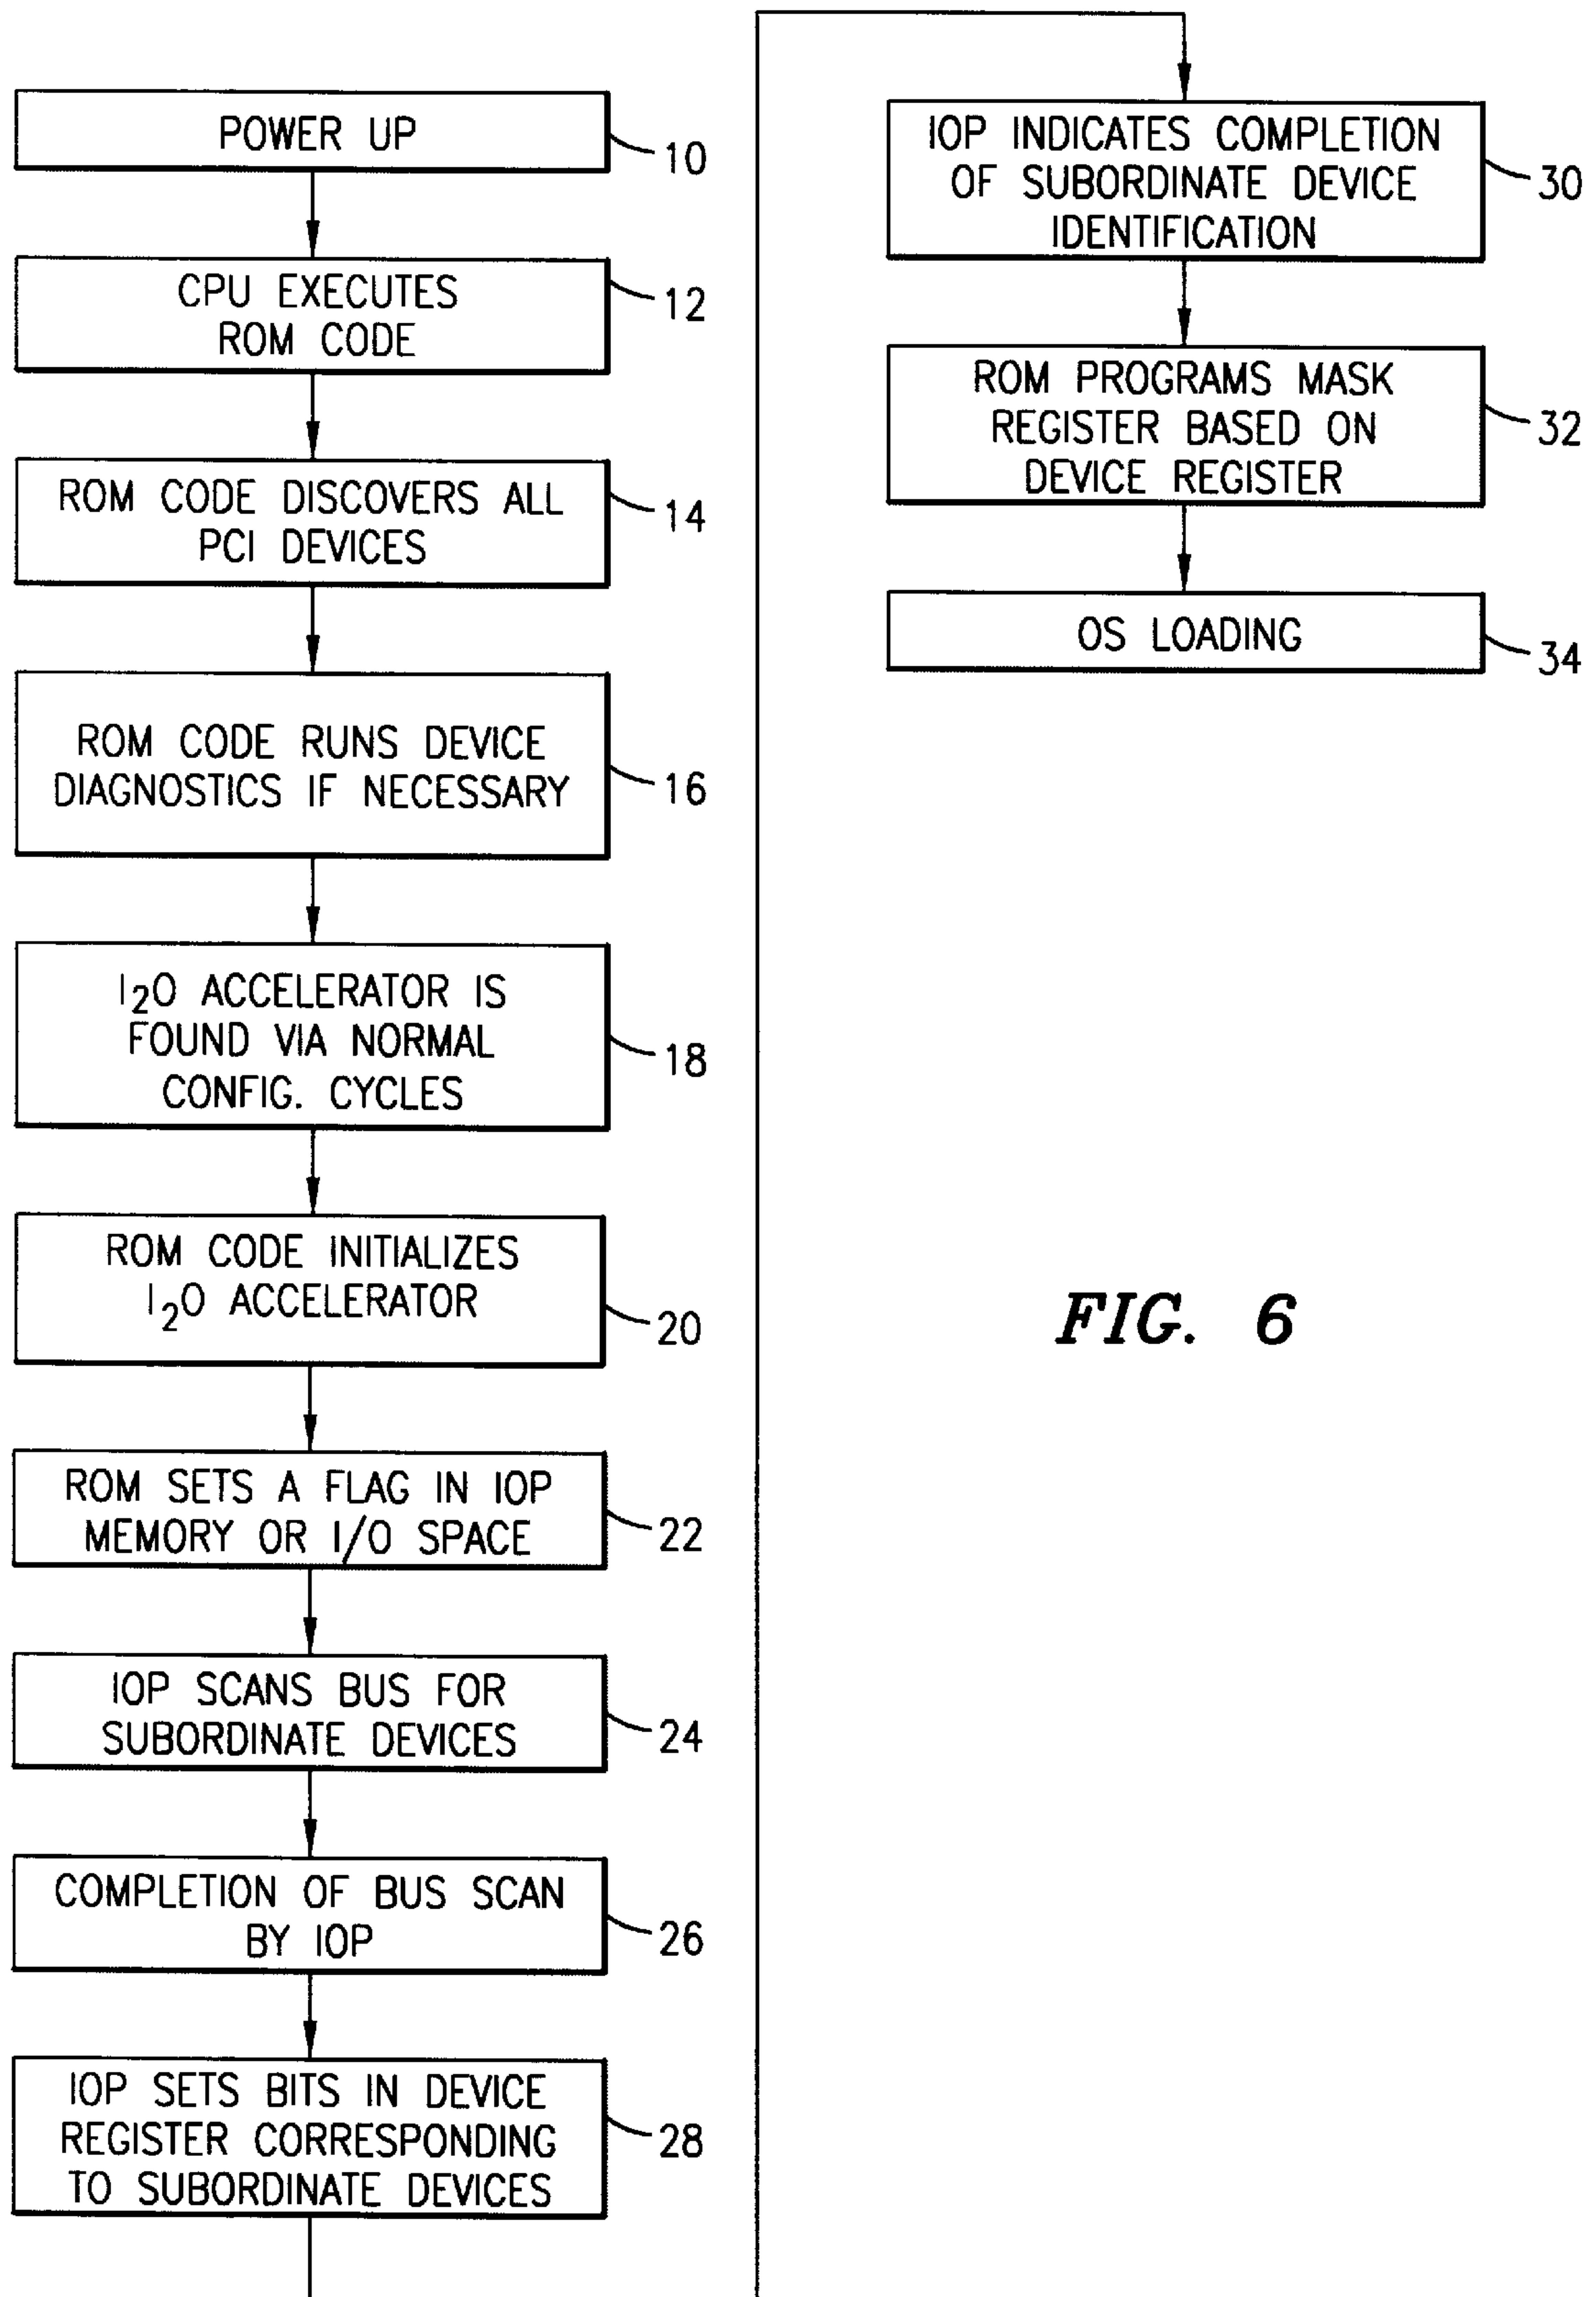 POWER UP
10
CPU EXECUTES
ROM CODE
12
ROM CODE DISCOVERS ALL
PCI DEVICES
14
ROM CODE RUNS DEVICE
DIAGNOSTICS IF NECESSARY
16
I₂O ACCELERATOR IS
FOUND VIA NORMAL
CONFIG. CYCLES
18
ROM CODE INITIALIZES
I₂O ACCELERATOR
20
ROM SETS A FLAG IN IOP
MEMORY OR I/O SPACE
22
IOP SCANS BUS FOR
SUBORDINATE DEVICES
24
COMPLETION OF BUS SCAN
BY IOP
26
IOP SETS BITS IN DEVICE
REGISTER CORRESPONDING
TO SUBORDINATE DEVICES
28
IOP INDICATES COMPLETION
OF SUBORDINATE DEVICE
IDENTIFICATION
30
ROM PROGRAMS MASK
REGISTER BASED ON
DEVICE REGISTER
32
OS LOADING
34
FIG. 6